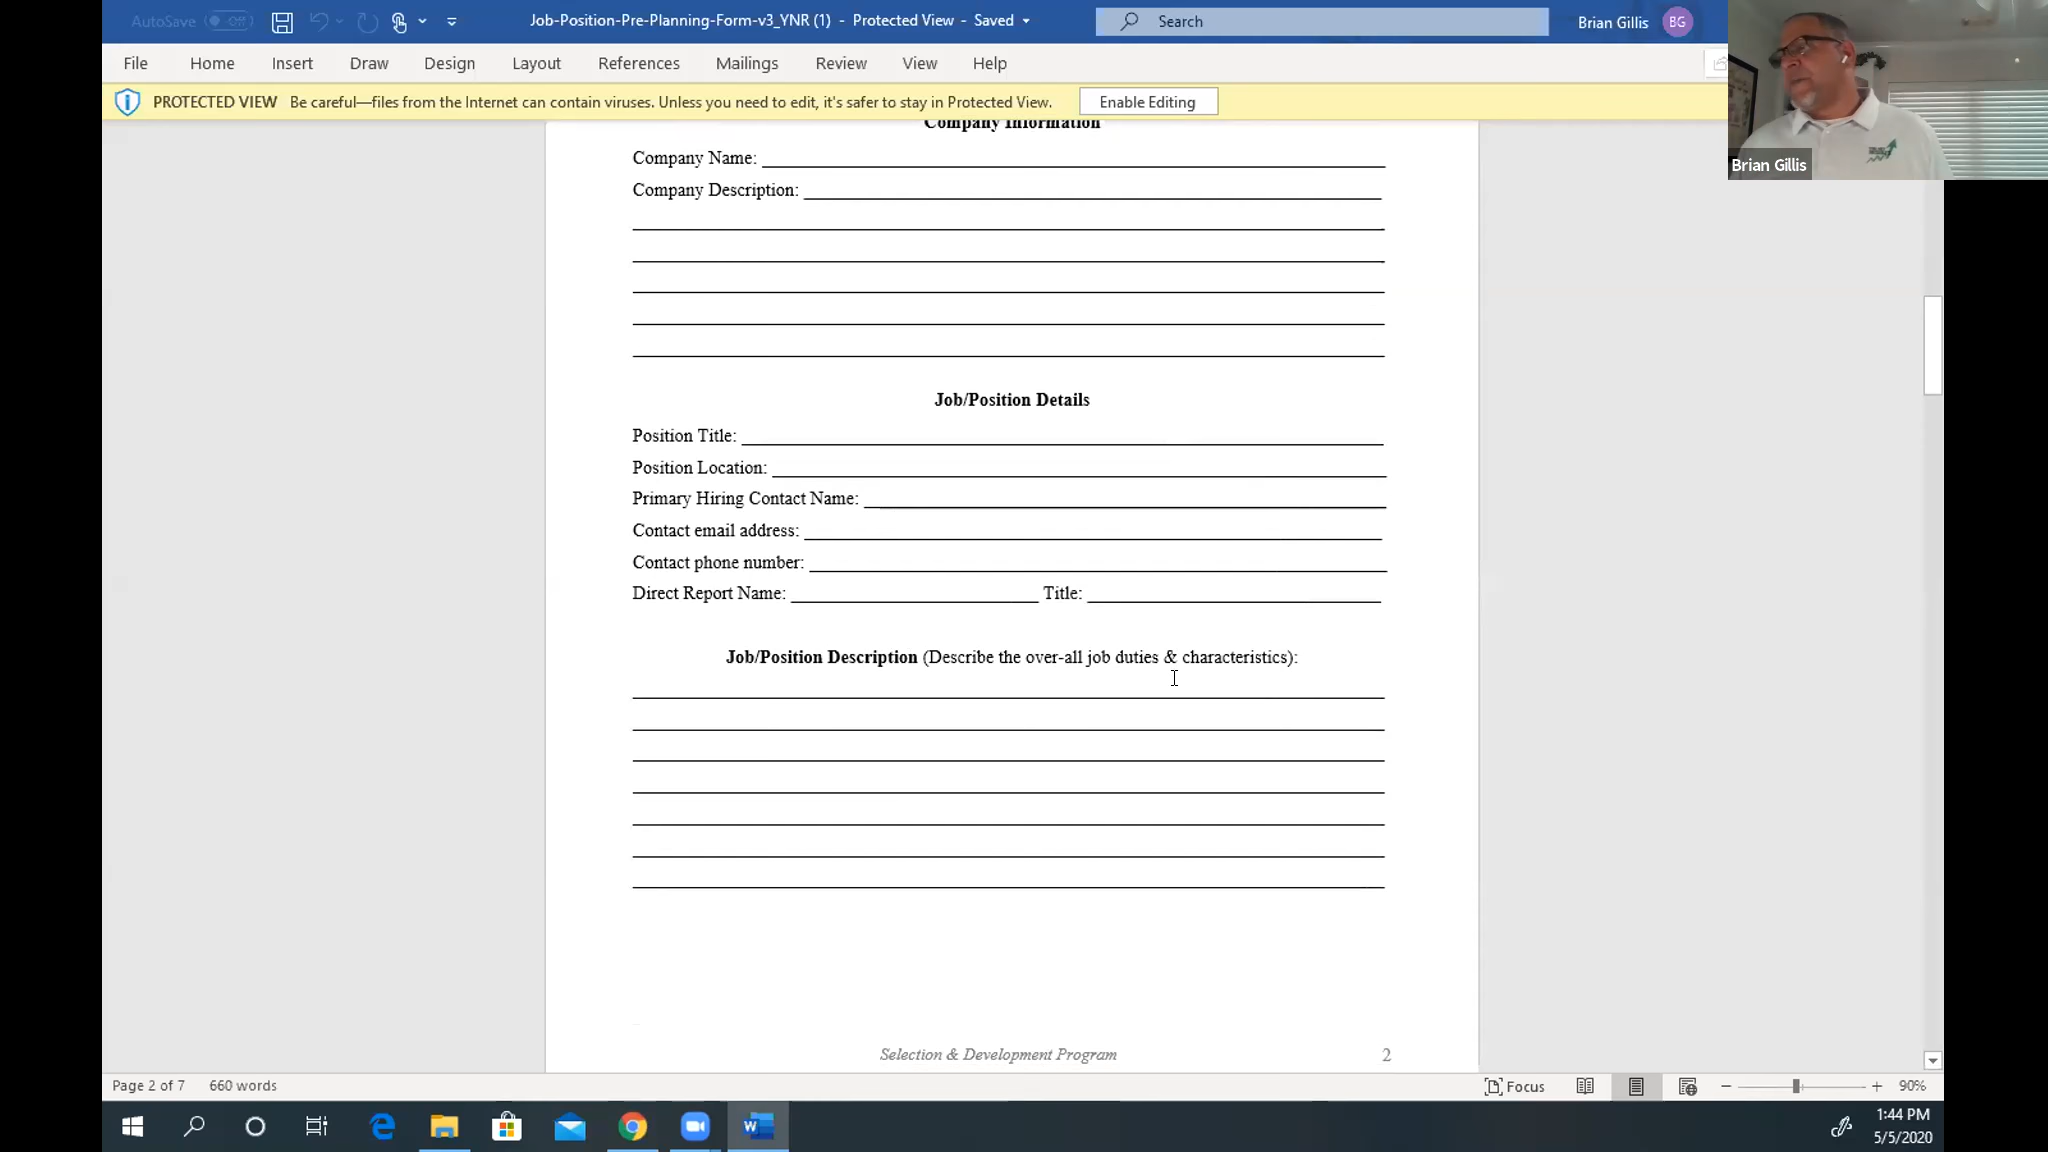 AutoSave Off Job-Position-Pre-Planning-Form-v3_YNR (1) - Protected View - Saved Search Brian Gillis BG
File Home Insert Draw Design Layout References Mailings Review View Help
PROTECTED VIEW Be careful—files from the Internet can contain viruses. Unless you need to edit, it's safer to stay in Protected View. Enable Editing
Brian Gillis
Company Information
Company Name:
Company Description:
Job/Position Details
Position Title:
Position Location:
Primary Hiring Contact Name:
Contact email address:
Contact phone number:
Direct Report Name: Title:
Job/Position Description (Describe the over-all job duties & characteristics):
Selection & Development Program 2
Page 2 of 7 660 words Focus 90%
1:44 PM
5/5/2020